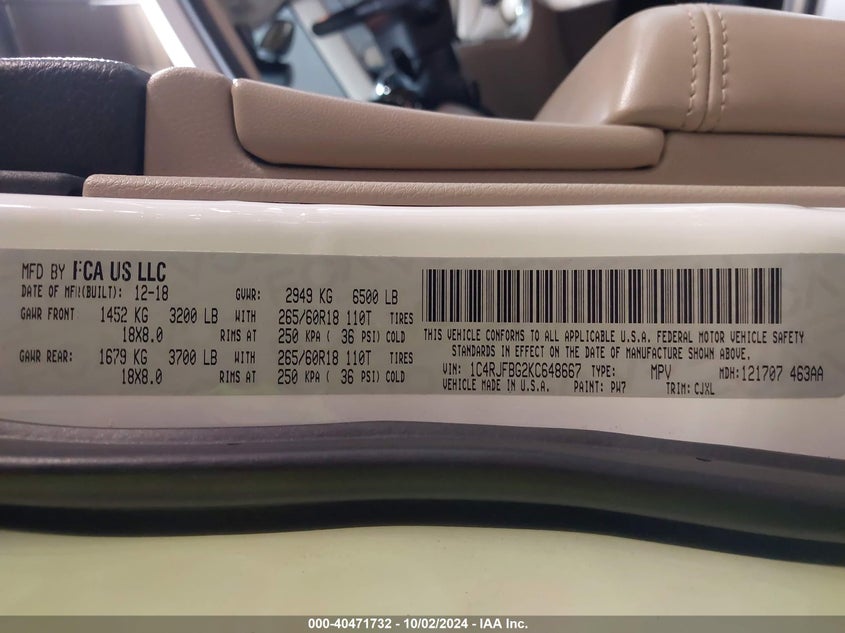 MFD BY FCA US LLC
DATE OF MFR(BUILT): 12-18 GVWR: 2949 KG 6500 LB
GAWR FRONT 1452 KG 3200 LB WITH 265/60R18 110T TIRES
18X8.0 RIMS AT 250 KPA ( 36 PSI) COLD
GAWR REAR: 1679 KG 3700 LB WITH 265/60R18 110T TIRES
18X8.0 RIMS AT 250 KPA ( 36 PSI) COLD
THIS VEHICLE CONFORMS TO ALL APPLICABLE U.S.A. FEDERAL MOTOR VEHICLE SAFETY
STANDARDS IN EFFECT ON THE DATE OF MANUFACTURE SHOWN ABOVE.
VIN: 1C4RJFBG2KC648667 TYPE: MPV MDH:121707 463AA
VEHICLE MADE IN U.S.A. PAINT: PW7 TRIM: CJXL
000-40471732 - 10/02/2024 - IAA Inc.